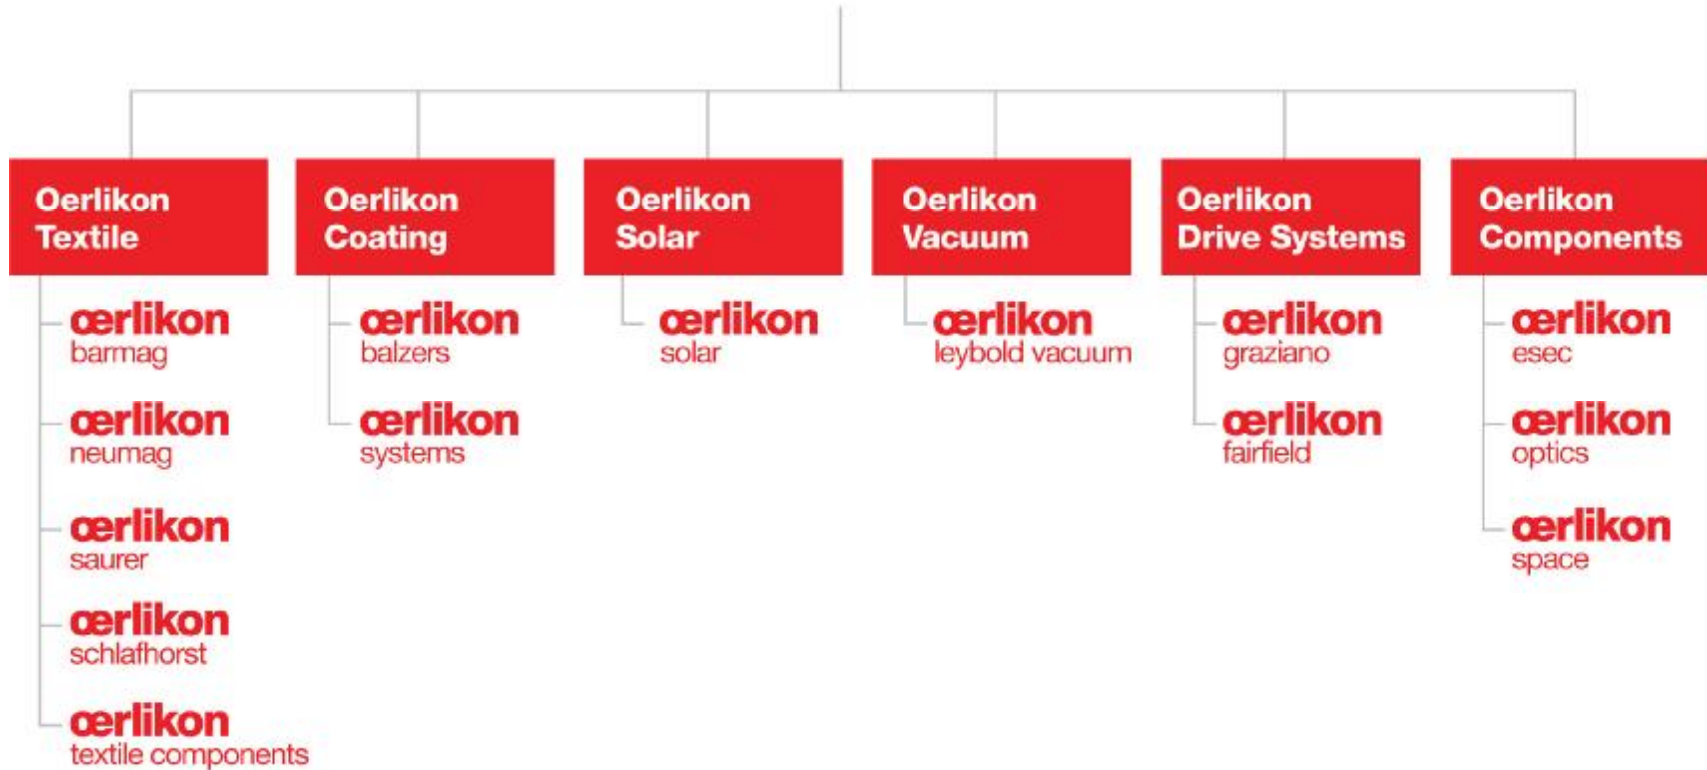 Oerlikon
Textile
œrlikon
barmag
œrlikon
neumag
œrlikon
saurer
œrlikon
schlafhorst
œrlikon
textile components
Oerlikon
Coating
œrlikon
balzers
œrlikon
systems
Oerlikon
Solar
œrlikon
solar
Oerlikon
Vacuum
œrlikon
leybold vacuum
Oerlikon
Drive Systems
œrlikon
graziano
œrlikon
fairfield
Oerlikon
Components
œrlikon
esec
œrlikon
optics
œrlikon
space